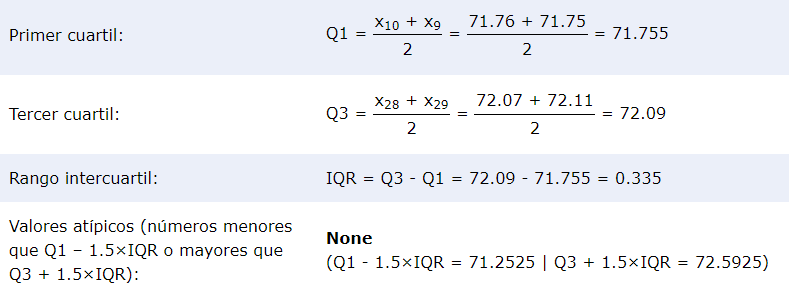 Primer cuartil:
Q1 = (x10 + x9)/2 = (71.76 + 71.75)/2 = 71.755
Tercer cuartil:
Q3 = (x28 + x29)/2 = (72.07 + 72.11)/2 = 72.09
Rango intercuartil:
IQR = Q3 - Q1 = 72.09 - 71.755 = 0.335
Valores atípicos (números menores
que Q1 – 1.5×IQR o mayores que
Q3 + 1.5×IQR):
None
(Q1 - 1.5×IQR = 71.2525 | Q3 + 1.5×IQR = 72.5925)